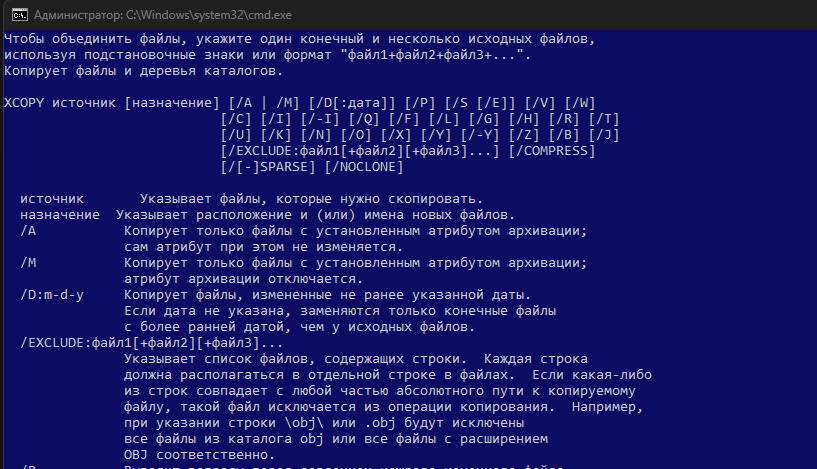 Администратор: C:\Windows\system32\cmd.exe
Чтобы объединить файлы, укажите один конечный и несколько исходных файлов,
используя подстановочные знаки или формат "файл1+файл2+файл3+...".
Копирует файлы и деревья каталогов.
XCOPY источник [назначение] [/A | /M] [/D[:дата]] [/P] [/S [/E]] [/V] [/W]
[/C] [/I] [/-I] [/Q] [/F] [/L] [/G] [/H] [/R] [/T]
[/U] [/K] [/N] [/O] [/X] [/Y] [/-Y] [/Z] [/B] [/J]
[/EXCLUDE:файл1[+файл2][+файл3]...] [/COMPRESS]
[/[-]SPARSE] [/NOCLONE]
источник Указывает файлы, которые нужно скопировать.
назначение Указывает расположение и (или) имена новых файлов.
/A Копирует только файлы с установленным атрибутом архивации;
сам атрибут при этом не изменяется.
/M Копирует только файлы с установленным атрибутом архивации;
атрибут архивации отключается.
/D:m-d-y Копирует файлы, измененные не ранее указанной даты.
Если дата не указана, заменяются только конечные файлы
с более ранней датой, чем у исходных файлов.
/EXCLUDE:файл1[+файл2][+файл3]...
Указывает список файлов, содержащих строки. Каждая строка
должна располагаться в отдельной строке в файлах. Если какая-либо
из строк совпадает с любой частью абсолютного пути к копируемому
файлу, такой файл исключается из операции копирования. Например,
при указании строки \obj\ или .obj будут исключены
все файлы из каталога obj или все файлы с расширением
OBJ соответственно.